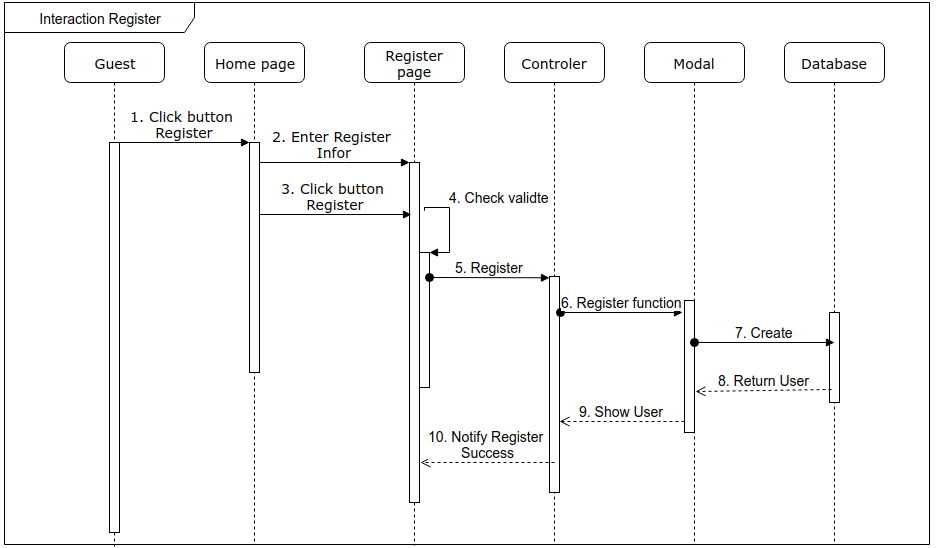 Interaction Register
Guest
Home page
Register
page
Controler
Modal
Database
1. Click button
Register
2. Enter Register
Infor
3. Click button
Register
4. Check validte
5. Register
6. Register function
7. Create
8. Return User
9. Show User
10. Notify Register
Success